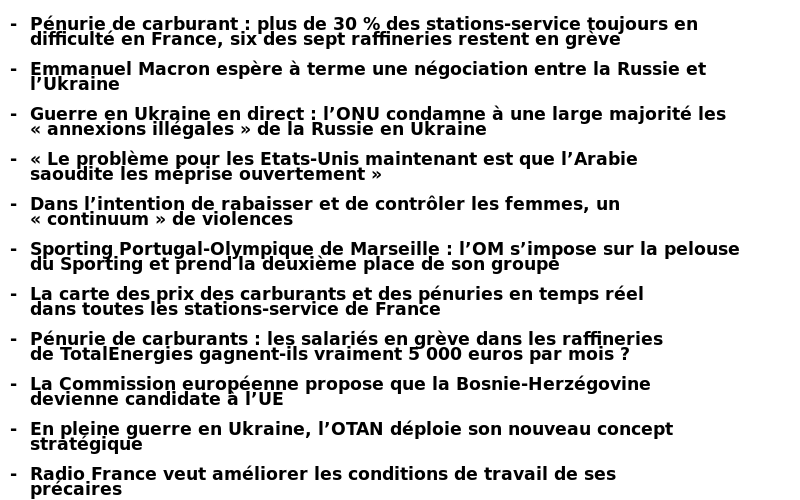 - Pénurie de carburant : plus de 30 % des stations-service toujours en
difficulté en France, six des sept raffineries restent en grève
- Emmanuel Macron espère à terme une négociation entre la Russie et
l’Ukraine
- Guerre en Ukraine en direct : l’ONU condamne à une large majorité les
« annexions illégales » de la Russie en Ukraine
- « Le problème pour les Etats-Unis maintenant est que l’Arabie
saoudite les méprise ouvertement »
- Dans l’intention de rabaisser et de contrôler les femmes, un
« continuum » de violences
- Sporting Portugal-Olympique de Marseille : l’OM s’impose sur la pelouse
du Sporting et prend la deuxième place de son groupe
- La carte des prix des carburants et des pénuries en temps réel
dans toutes les stations-service de France
- Pénurie de carburants : les salariés en grève dans les raffineries
de TotalEnergies gagnent-ils vraiment 5 000 euros par mois ?
- La Commission européenne propose que la Bosnie-Herzégovine
devienne candidate à l’UE
- En pleine guerre en Ukraine, l’OTAN déploie son nouveau concept
stratégique
- Radio France veut améliorer les conditions de travail de ses
précaires